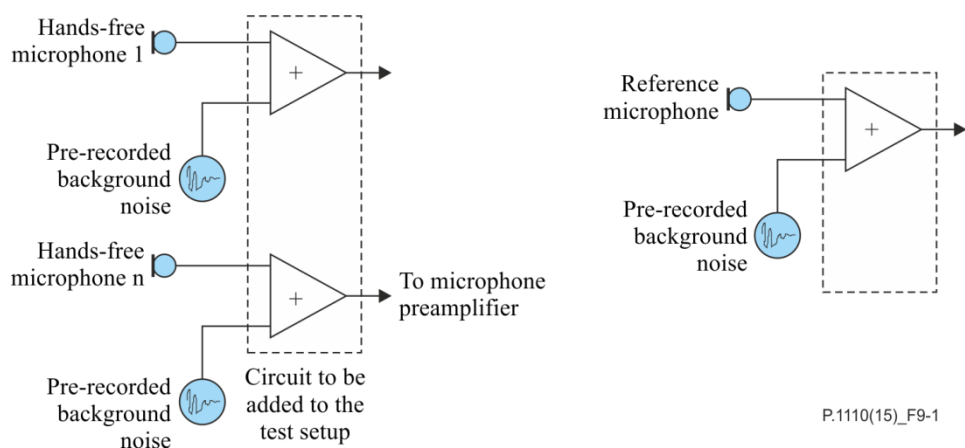 Hands-free
microphone 1
+
Pre-recorded
background
noise
Hands-free
microphone n
+
To microphone
preamplifier
Pre-recorded
background
noise
Circuit to be
added to the
test setup
Reference
microphone
+
Pre-recorded
background
noise
P.1110(15)_F9-1